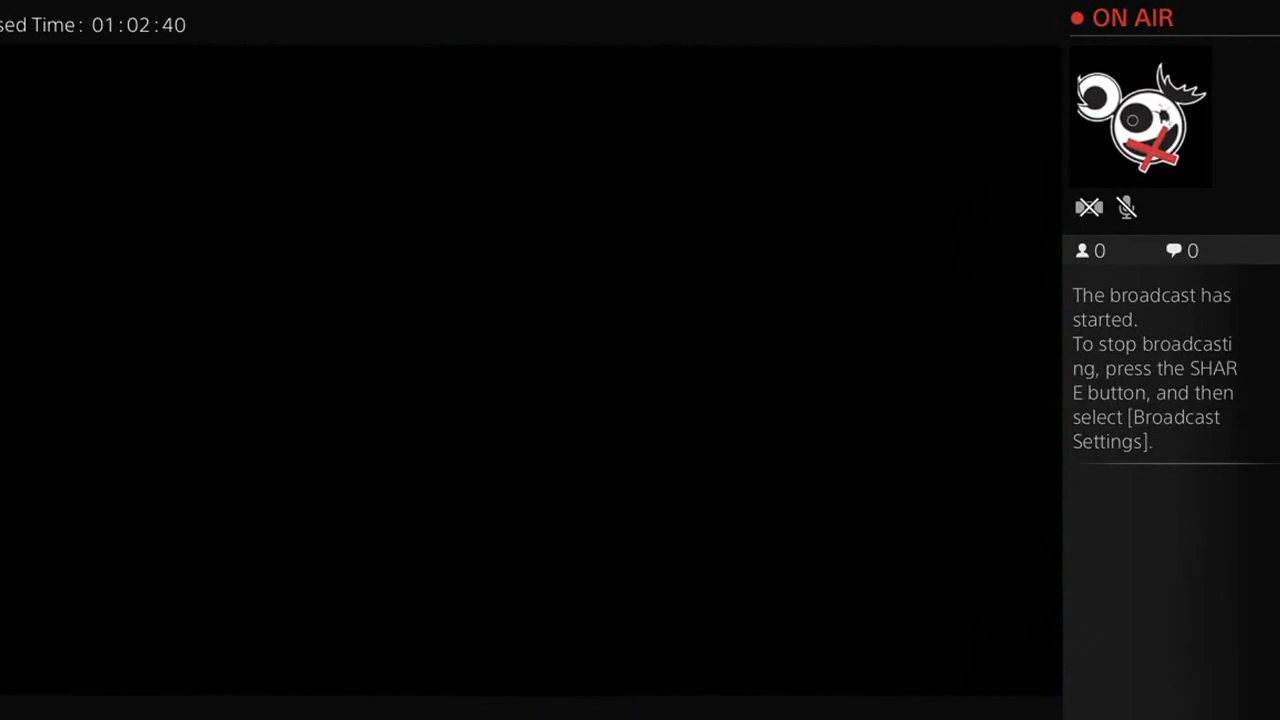 sed Time: 01:02:40
ON AIR
0 0
The broadcast has
started.
To stop broadcasti
ng, press the SHAR
E button, and then
select [Broadcast
Settings].